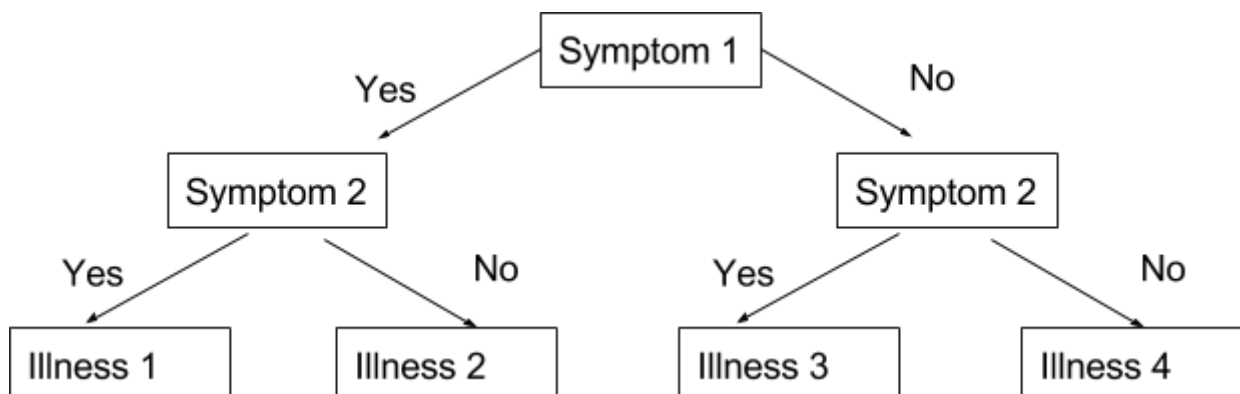 Symptom 1
Yes
No
Symptom 2
Symptom 2
Yes
No
Yes
No
Illness 1
Illness 2
Illness 3
Illness 4